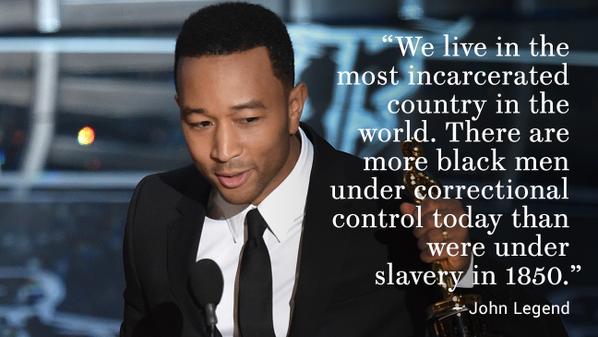 “We live in the
most incarcerated
country in the
world. There are
more black men
under correctional
control today than
were under
slavery in 1850.”
— John Legend